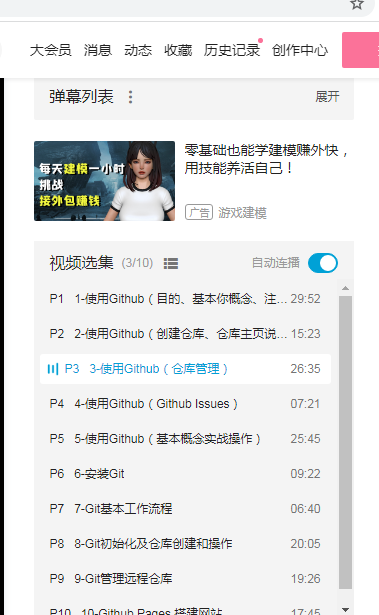 大会员 消息 动态 收藏 历史记录 创作中心
弹幕列表 展开
每天建模一小时
挑战
接外包赚钱
零基础也能学建模赚外快，
用技能养活自己！
广告 游戏建模
视频选集 (3/10) 自动连播
P1 1-使用Github（目的、基本你概念、注... 29:52
P2 2-使用Github（创建仓库、仓库主页说... 15:23
P3 3-使用Github（仓库管理） 26:35
P4 4-使用Github（Github Issues） 07:21
P5 5-使用Github（基本概念实战操作） 25:45
P6 6-安装Git 09:22
P7 7-Git基本工作流程 06:40
P8 8-Git初始化及仓库创建和操作 20:05
P9 9-Git管理远程仓库 19:26
P10 10-Github Pages 搭建网站 17:45